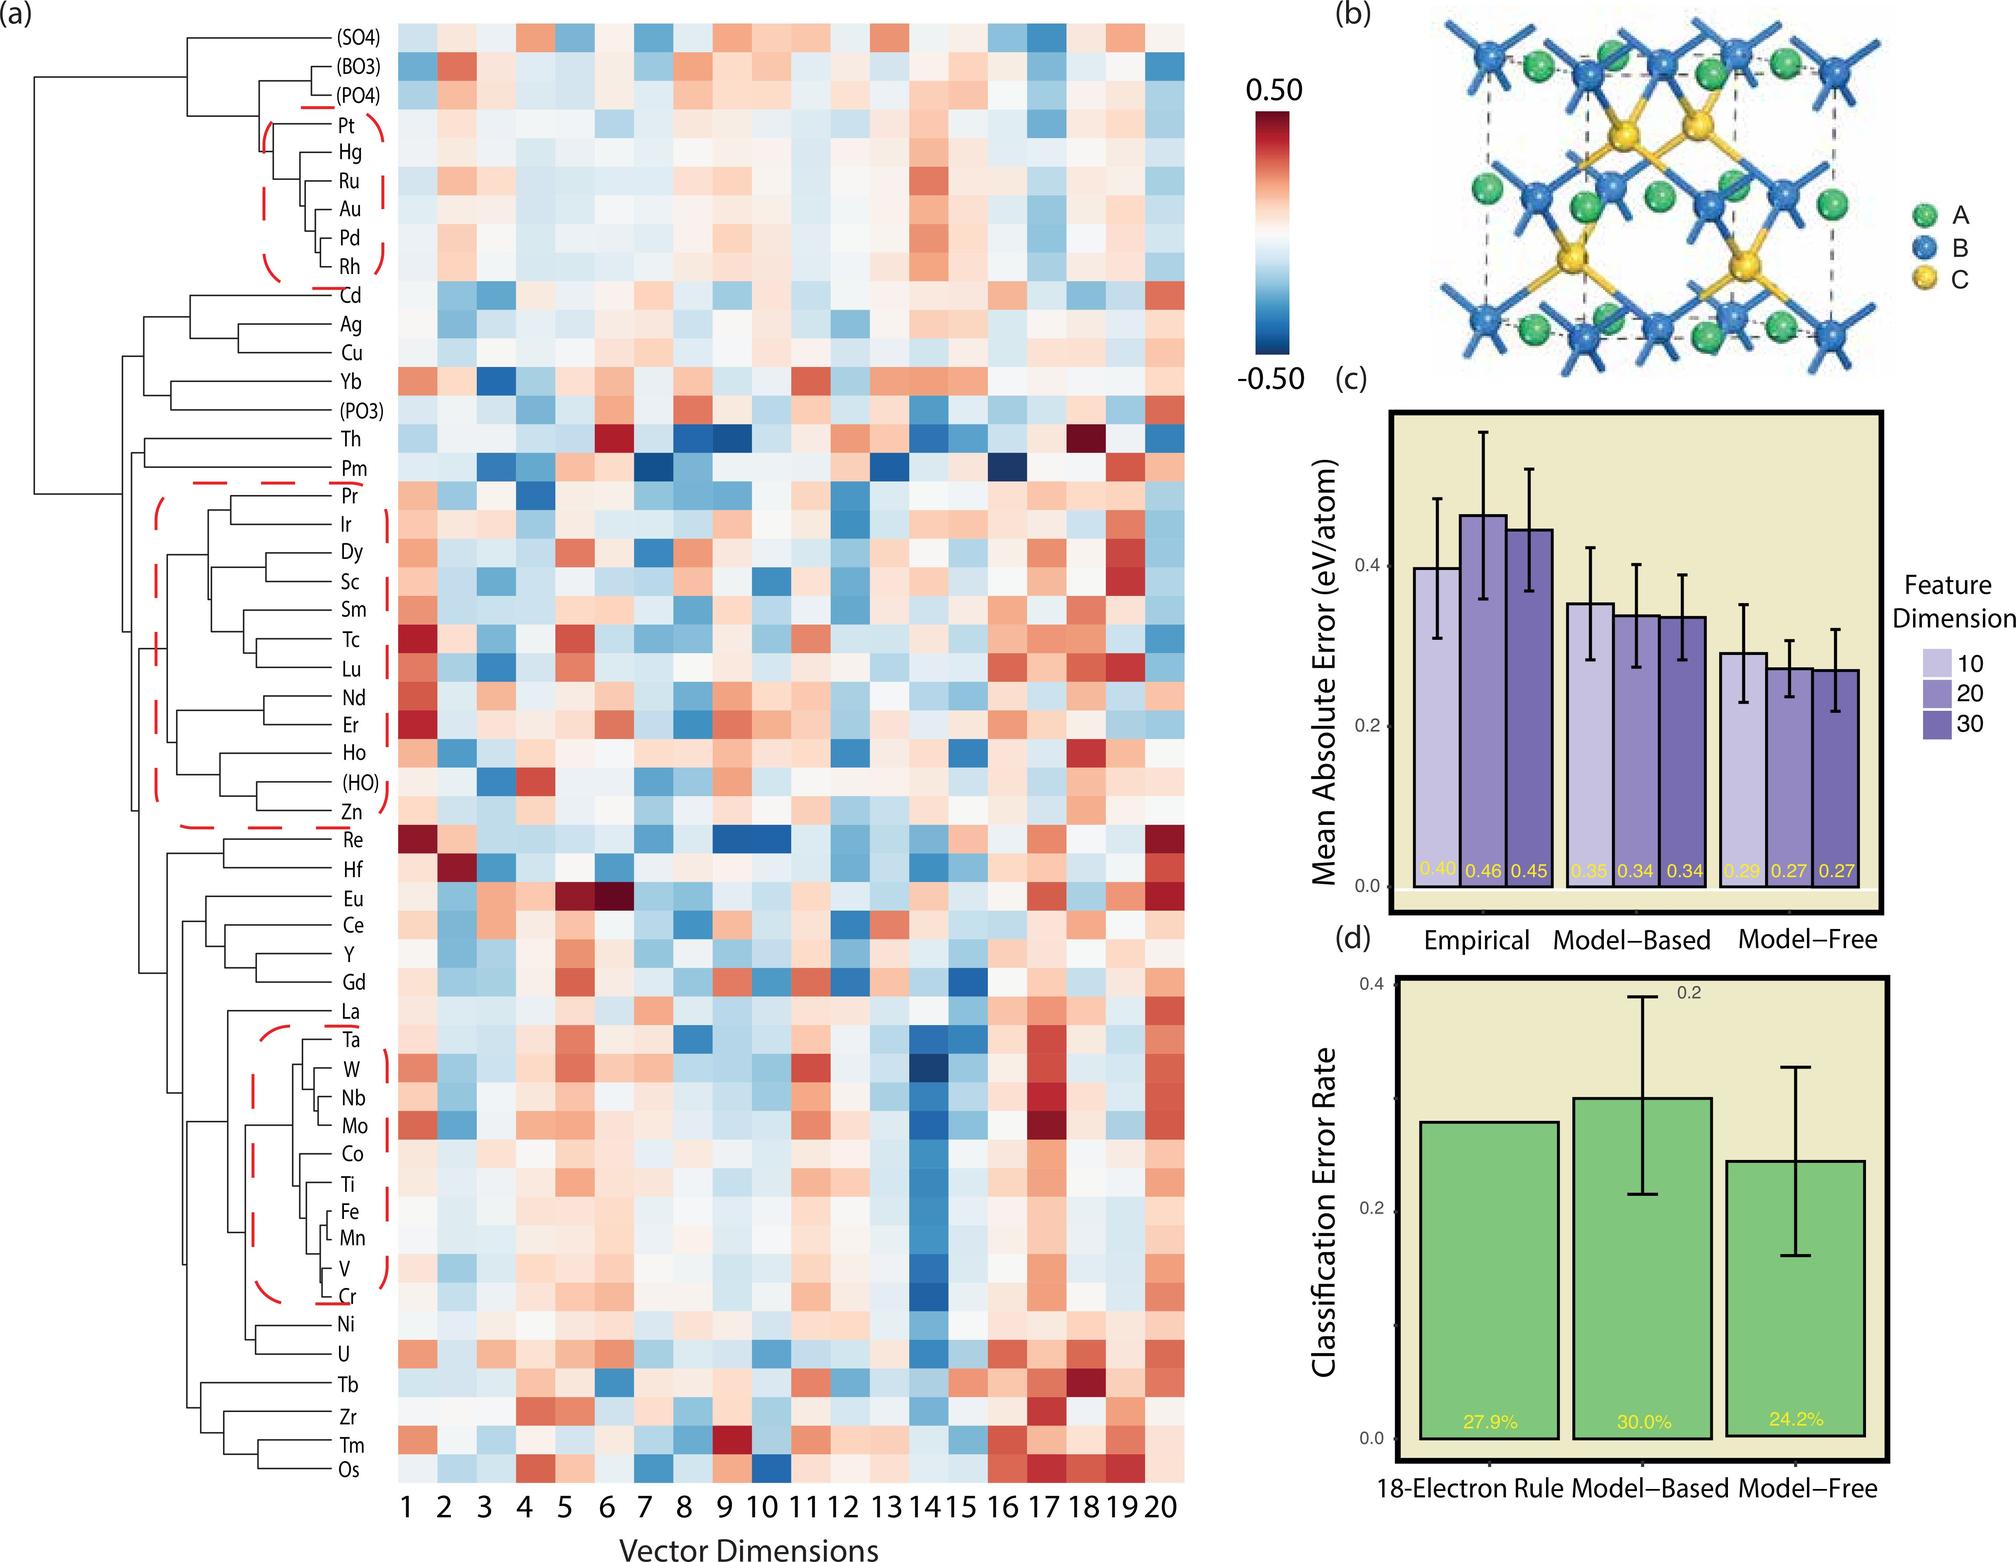 (a)
(SO4)
(BO3)
(PO4)
Pt
Hg
Ru
Au
Pd
Rh
Cd
Ag
Cu
Yb
(PO3)
Th
Pm
Pr
Ir
Dy
Sc
Sm
Tc
Lu
Nd
Er
Ho
(HO)
Zn
Re
Hf
Eu
Ce
Y
Gd
La
Ta
W
Nb
Mo
Co
Ti
Fe
Mn
V
Cr
Ni
U
Tb
Zr
Tm
Os
1 2 3 4 5 6 7 8 9 10 11 12 13 14 15 16 17 18 19 20
Vector Dimensions
0.50
-0.50
(b)
A
B
C
(c)
Mean Absolute Error (eV/atom)
0.4
0.2
0.0
0.40 0.46 0.45 0.35 0.34 0.34 0.29 0.27 0.27
Empirical Model–Based Model–Free
Feature
Dimension
10
20
30
(d)
Classification Error Rate
0.4
0.2
0.2
0.0
27.9% 30.0% 24.2%
18-Electron Rule Model–Based Model–Free